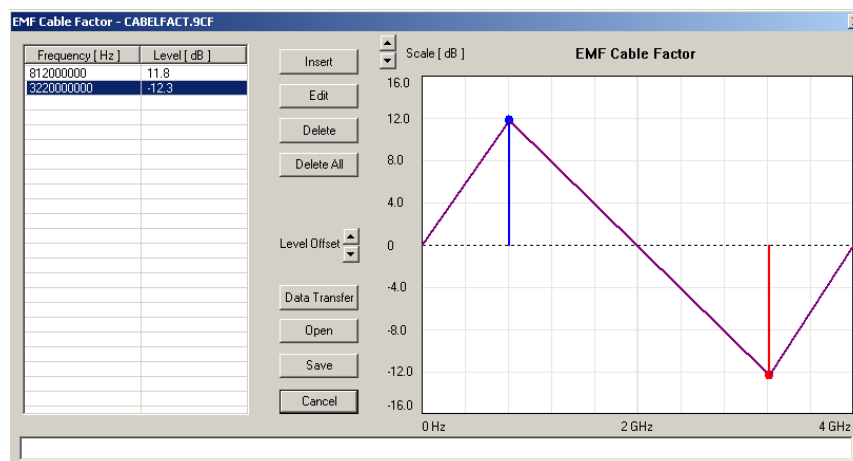 EMF Cable Factor - CABELFACT.9CF
Frequency [ Hz ] Level [ dB ]
812000000 11.8
3220000000 -12.3
Insert
Edit
Delete
Delete All
Level Offset
Data Transfer
Open
Save
Cancel
Scale [ dB ]
EMF Cable Factor
16.0
12.0
8.0
4.0
0
-4.0
-8.0
-12.0
-16.0
0 Hz 2 GHz 4 GHz